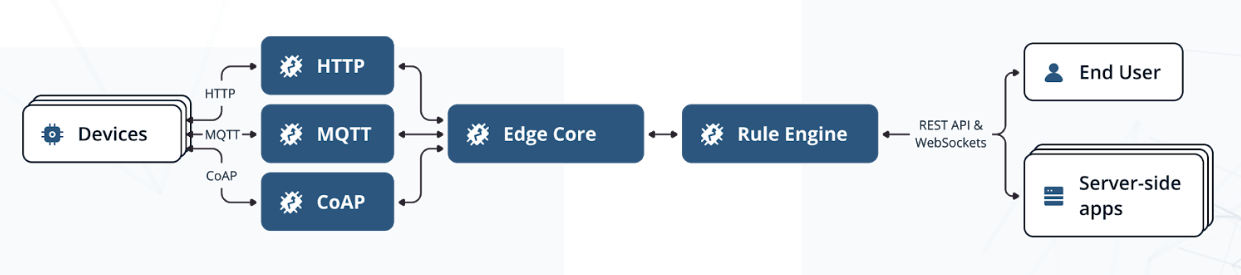 HTTP
HTTP
Devices
MQTT
MQTT
CoAP
CoAP
Edge Core
Rule Engine
REST API &
WebSockets
End User
Server-side
apps